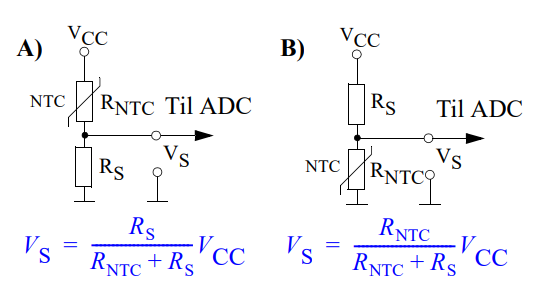 A)
VCC
NTC
RNTC
Til ADC
RS
VS
VS = RS / RNTC + RS VCC
B)
VCC
RS
Til ADC
NTC
RNTC
VS
VS = RNTC / RNTC + RS VCC